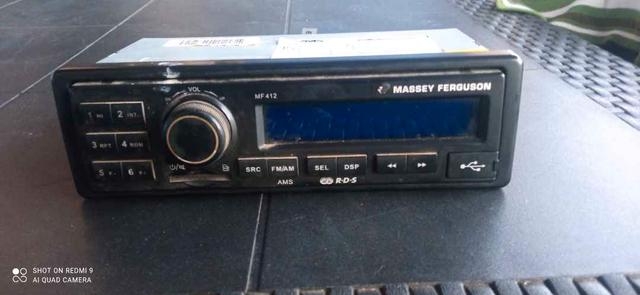 VOL
MF412
MASSEY FERGUSON
1 INT. 2 INT.
3 RPT 4 RDM
5 F- 6 F+
SRC FM/AM SEL DSP
AMS
R·D·S
SHOT ON REDMI 9
AI QUAD CAMERA